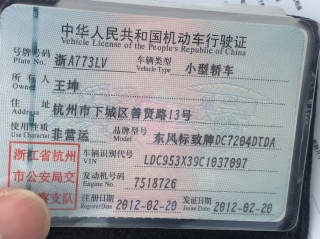 中华人民共和国机动车行驶证
Vehicle License of the People's Republic of China
号牌号码 浙A773LV 车辆类型 小型轿车
Plate No. Vehicle Type
所有人 王坤
Owner
住址 杭州市下城区善贤路13号
Address
使用性质 非营运 品牌型号 东风标致牌DC7204DTDA
Use Character Model
浙江省杭州 车辆识别代号 LDC953X39C1037097
VIN
市公安局交 发动机号码 7518726
Engine No.
支队 注册日期 2012-02-20 发证日期 2012-02-20
Register Date Issue Date